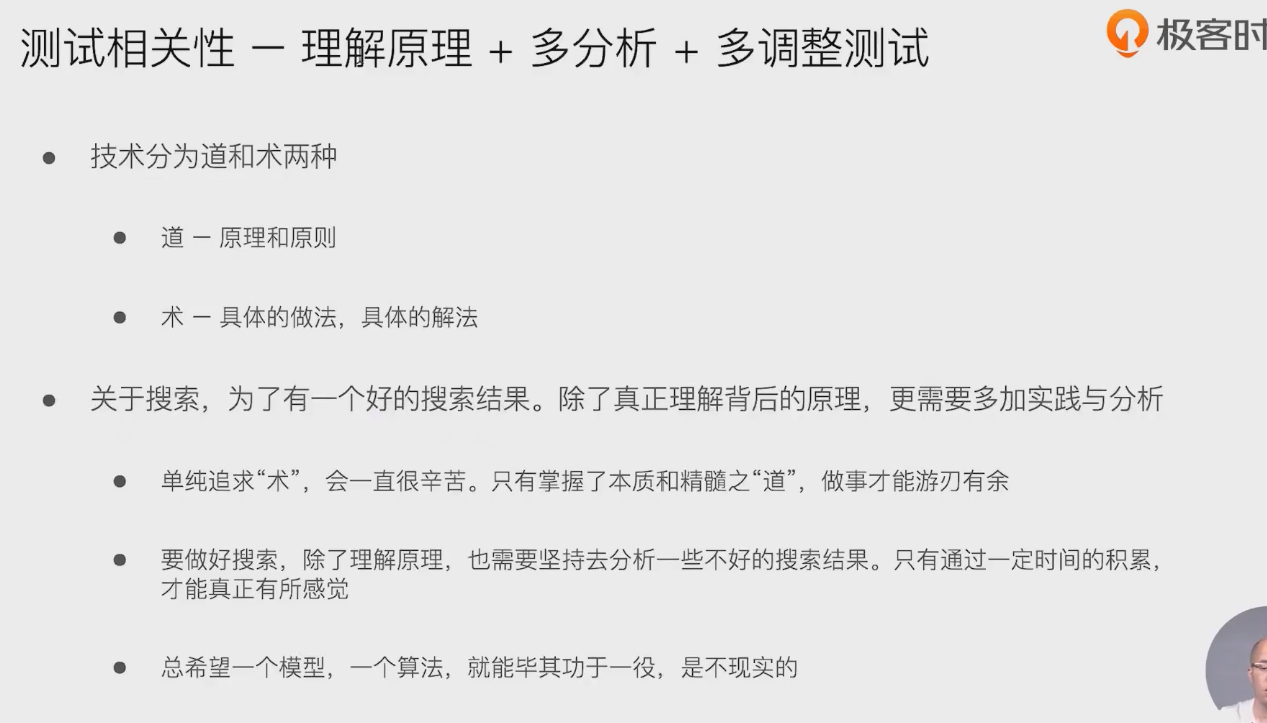 测试相关性 — 理解原理 + 多分析 + 多调整测试
极客时
技术分为道和术两种
道 — 原理和原则
术 — 具体的做法，具体的解法
关于搜索，为了有一个好的搜索结果。除了真正理解背后的原理，更需要多加实践与分析
单纯追求“术”，会一直很辛苦。只有掌握了本质和精髓之“道”，做事才能游刃有余
要做好搜索，除了理解原理，也需要坚持去分析一些不好的搜索结果。只有通过一定时间的积累，
才能真正有所感觉
总希望一个模型，一个算法，就能毕其功于一役，是不现实的